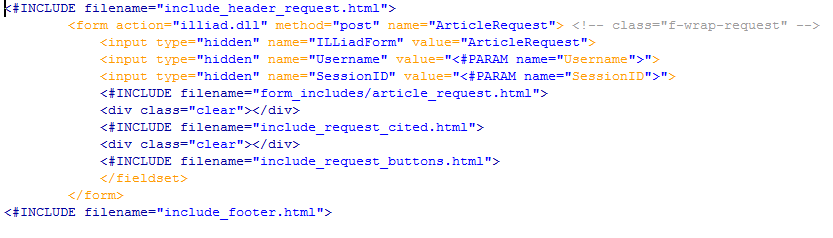 <#INCLUDE filename="include_header_request.html">
<form action="illiad.dll" method="post" name="ArticleRequest"> <!-- class="f-wrap-request" -->
<input type="hidden" name="ILLiadForm" value="ArticleRequest">
<input type="hidden" name="Username" value="<#PARAM name="Username">">
<input type="hidden" name="SessionID" value="<#PARAM name="SessionID">">
<#INCLUDE filename="form_includes/article_request.html">
<div class="clear"></div>
<#INCLUDE filename="include_request_cited.html">
<div class="clear"></div>
<#INCLUDE filename="include_request_buttons.html">
</fieldset>
</form>
<#INCLUDE filename="include_footer.html">